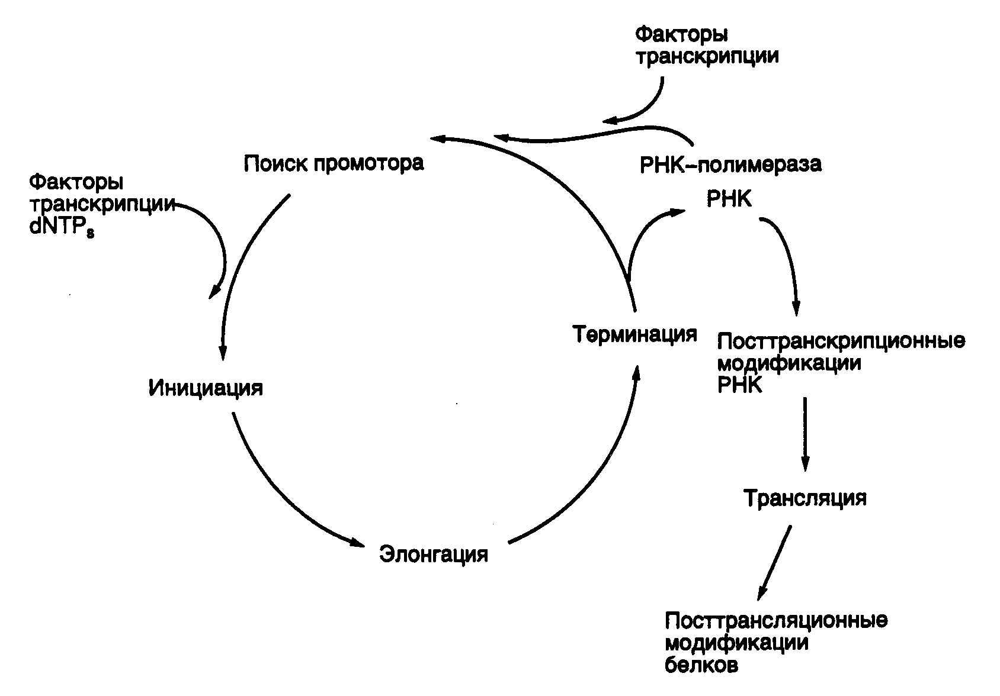 Факторы
транскрипции
Поиск промотора
РНК–полимераза
РНК
Факторы
транскрипции
dNTPs
Терминация
Посттранскрипционные
модификации
РНК
Инициация
Трансляция
Элонгация
Посттрансляционные
модификации
белков